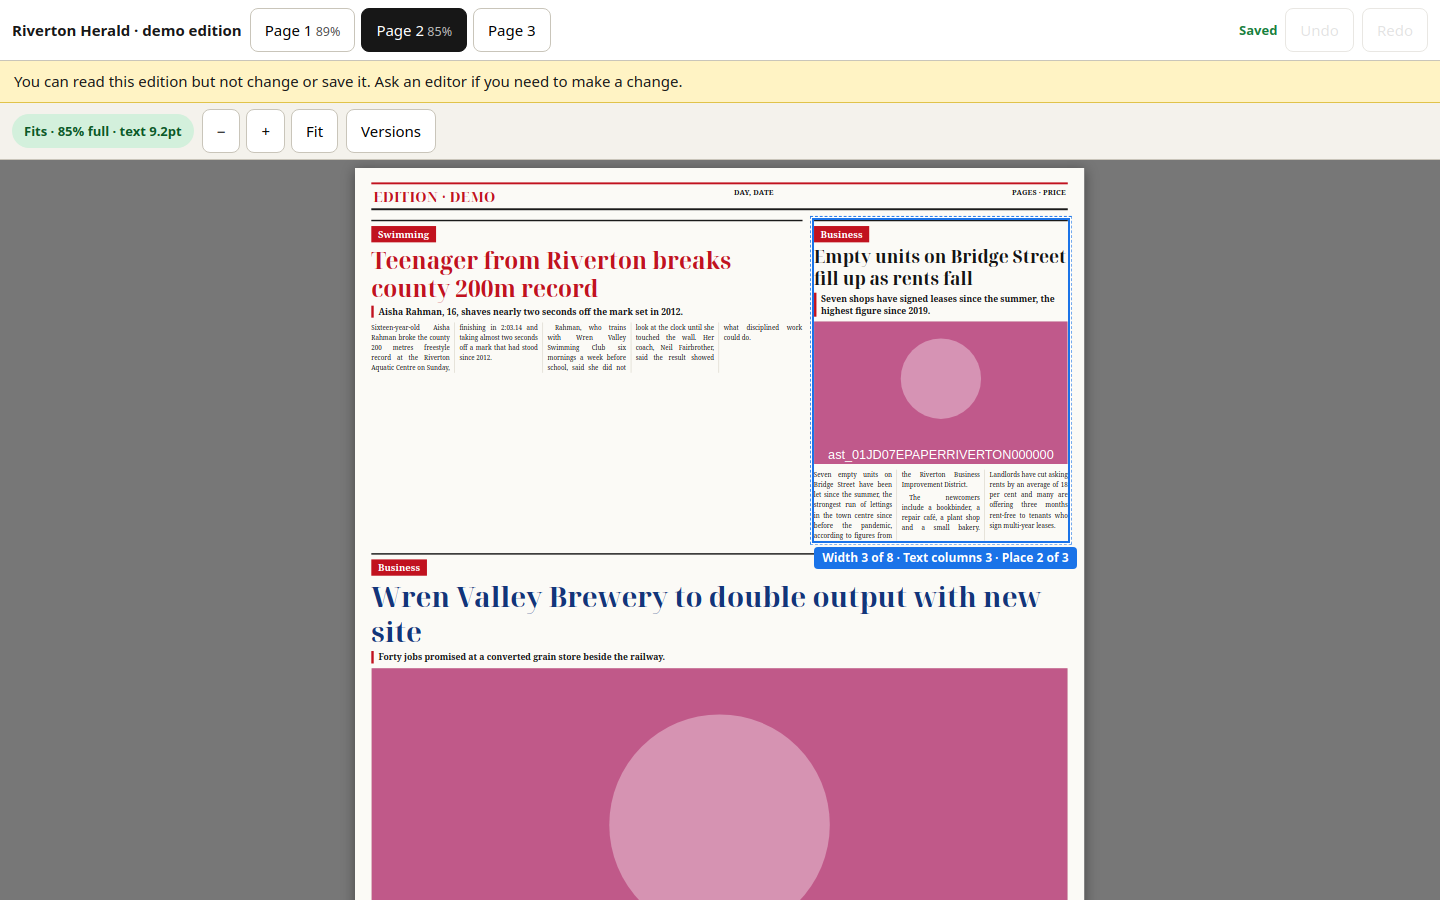 Riverton Herald · demo edition
Page 1 89%
Page 2 85%
Page 3
Saved
Undo
Redo
You can read this edition but not change or save it. Ask an editor if you need to make a change.
Fits · 85% full · text 9.2pt
−
+
Fit
Versions
EDITION · DEMO
DAY, DATE
PAGES · PRICE
Swimming
Teenager from Riverton breaks
county 200m record
Aisha Rahman, 16, shaves nearly two seconds off the mark set in 2012.
Sixteen-year-old Aisha
Rahman broke the county
200 metres freestyle
record at the Riverton
Aquatic Centre on Sunday,
finishing in 2:03.14 and
taking almost two seconds
off a mark that had stood
since 2012.
Rahman, who trains
with Wren Valley
Swimming Club six
mornings a week before
school, said she did not
look at the clock until she
touched the wall. Her
coach, Neil Fairbrother,
said the result showed
what disciplined work
could do.
Business
Empty units on Bridge Street
fill up as rents fall
Seven shops have signed leases since the summer, the
highest figure since 2019.
ast_01JD07EPAPERRIVERTON000000
Seven empty units on
Bridge Street have been
let since the summer, the
strongest run of lettings
in the town centre since
before the pandemic,
according to figures from
the Riverton Business
Improvement District.
The newcomers
include a bookbinder, a
repair café, a plant shop
and a small bakery.
Landlords have cut asking
rents by an average of 18
per cent and many are
offering three months
rent-free to tenants who
sign multi-year leases.
Width 3 of 8 · Text columns 3 · Place 2 of 3
Business
Wren Valley Brewery to double output with new
site
Forty jobs promised at a converted grain store beside the railway.